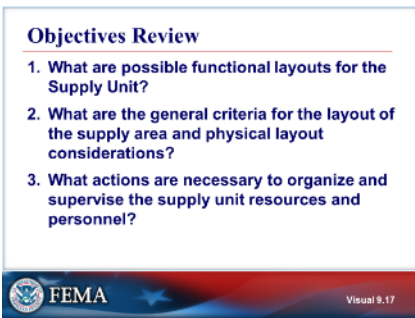 Objectives Review
1. What are possible functional layouts for the
Supply Unit?
2. What are the general criteria for the layout of
the supply area and physical layout
considerations?
3. What actions are necessary to organize and
supervise the supply unit resources and
personnel?
FEMA
Visual 9.17